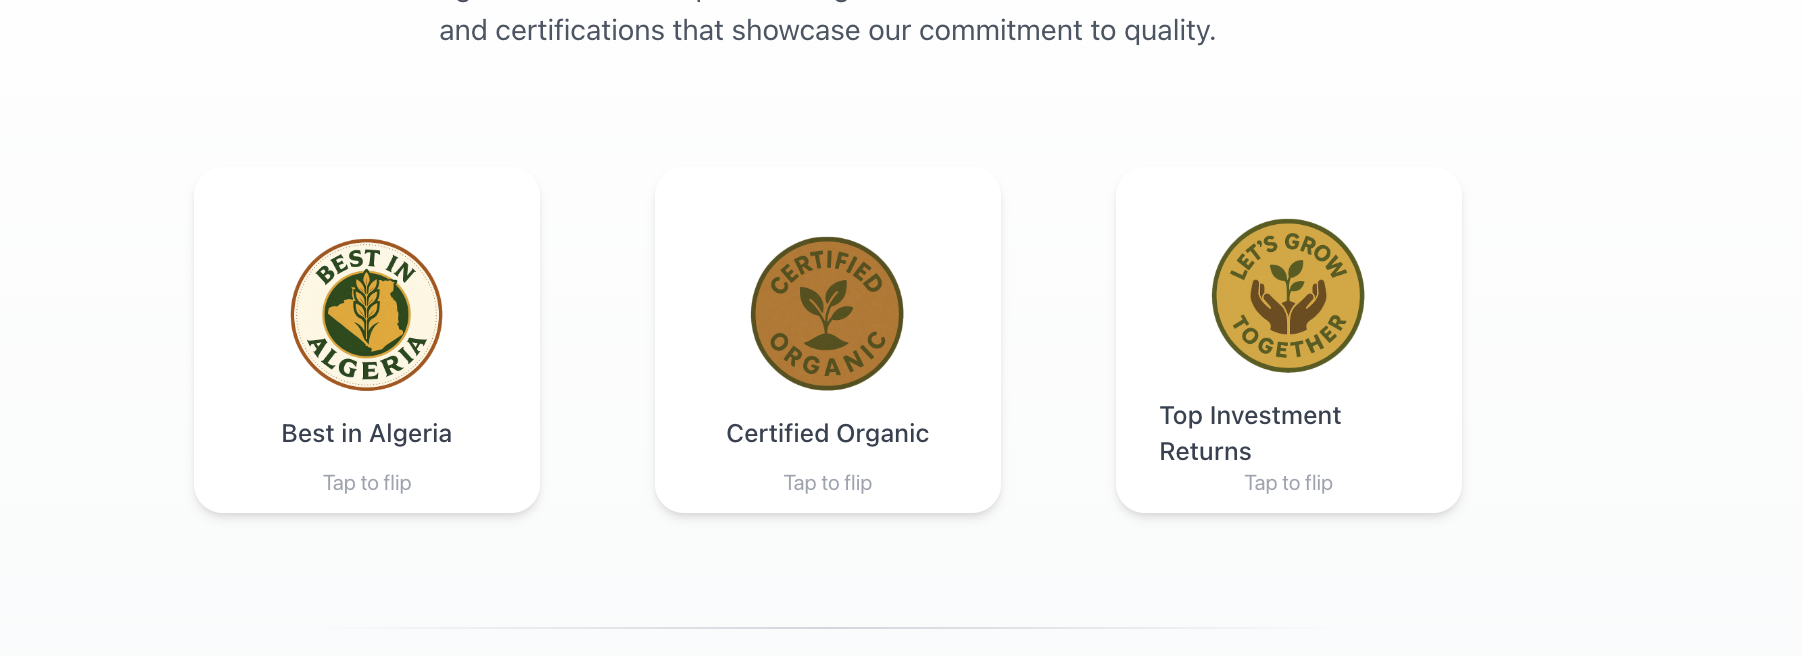 and certifications that showcase our commitment to quality.
BEST IN
ALGERIA
Best in Algeria
Tap to flip
CERTIFIED
ORGANIC
Certified Organic
Tap to flip
LET'S GROW
TOGETHER
Top Investment
Returns
Tap to flip